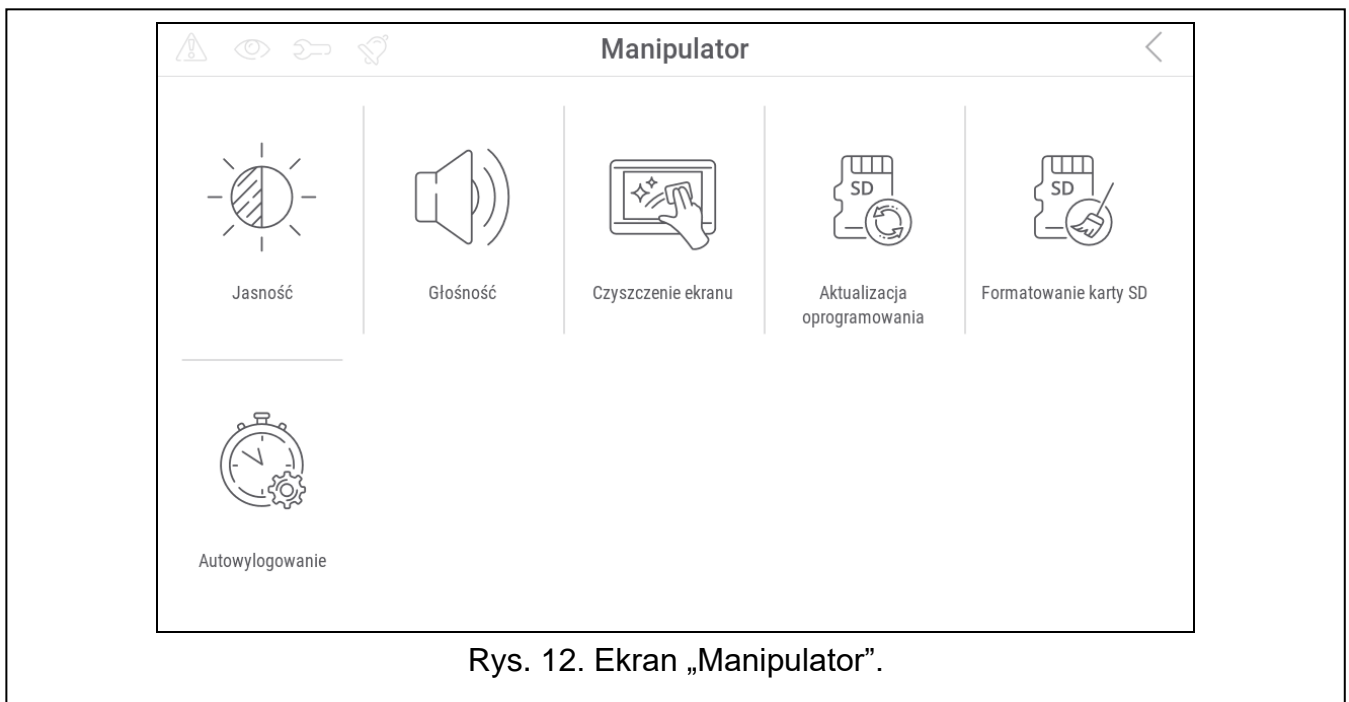 Manipulator
SD
SD
Jasność
Głośność
Czyszczenie ekranu
Aktualizacja
oprogramowania
Formatowanie karty SD
Autowylogowanie
Rys. 12. Ekran „Manipulator”.